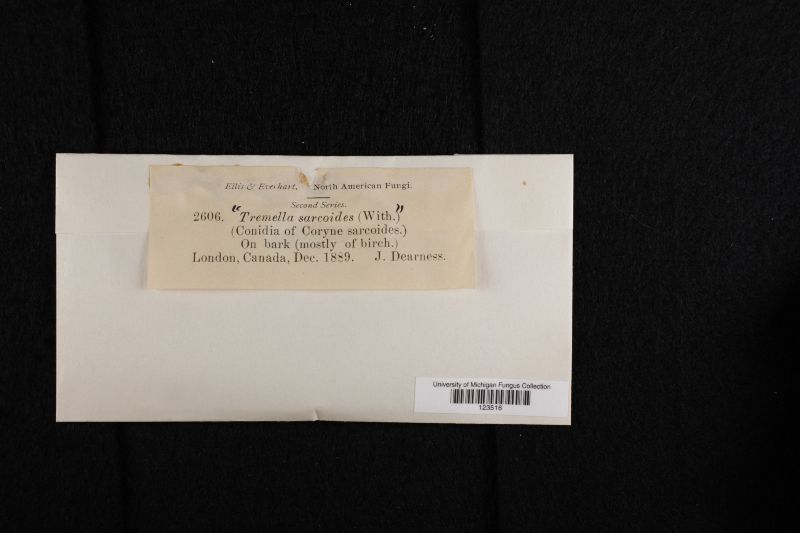 Ellis & Everhart, North American Fungi.
Second Series.
2606. "Tremella sarcoides (With.)"
(Conidia of Coryne sarcoides.)
On bark (mostly of birch.)
London, Canada, Dec. 1889. J. Dearness.
University of Michigan Fungus Collection
123516